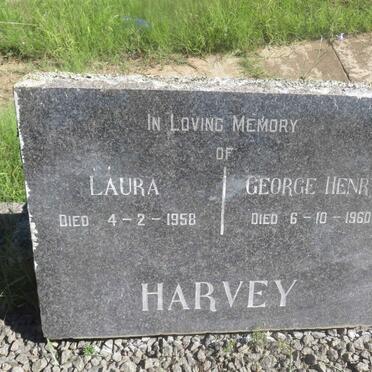 IN LOVING MEMORY
OF
LAURA GEORGE HENR
DIED 4-2-1958 DIED 6-10-1960
HARVEY